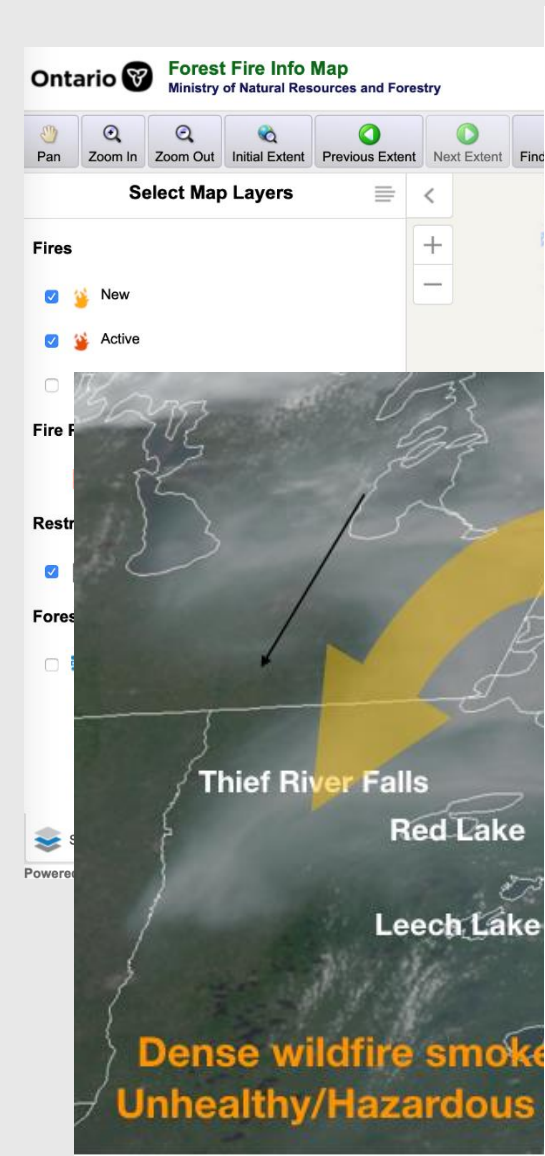 Ontario
Forest Fire Info Map
Ministry of Natural Resources and Forestry
Pan
Zoom In
Zoom Out
Initial Extent
Previous Extent
Next Extent
Find
Select Map Layers
Fires
New
Active
Fire
Thief River Falls
Red Lake
Leech Lake
Dense wildfire smoke
Unhealthy/Hazardous